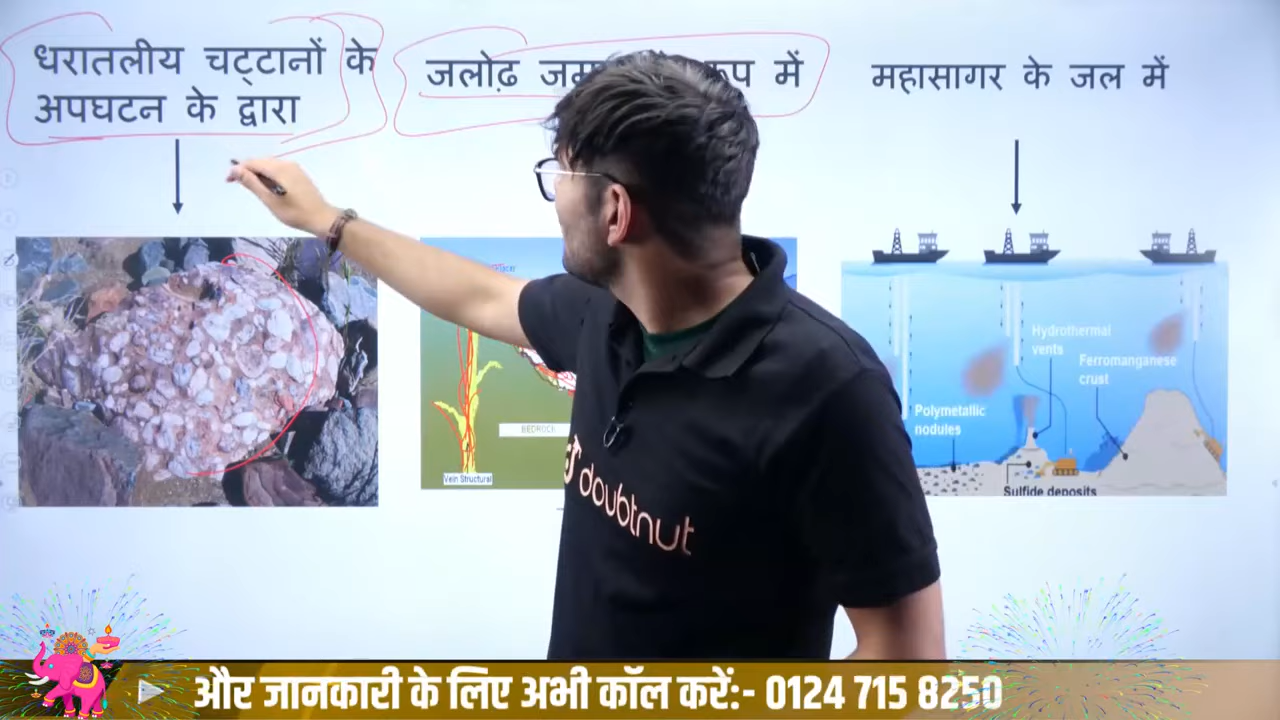 धरातलीय चट्टानों के
अपघटन के द्वारा
जलोढ़ में
महासागर के जल में
BEDROCK
Vein Structural
Hydrothermal
vents
Ferromanganese
crust
Polymetallic
nodules
Sulfide deposits
doubtnut
और जानकारी के लिए अभी कॉल करें:- 0124 715 8250